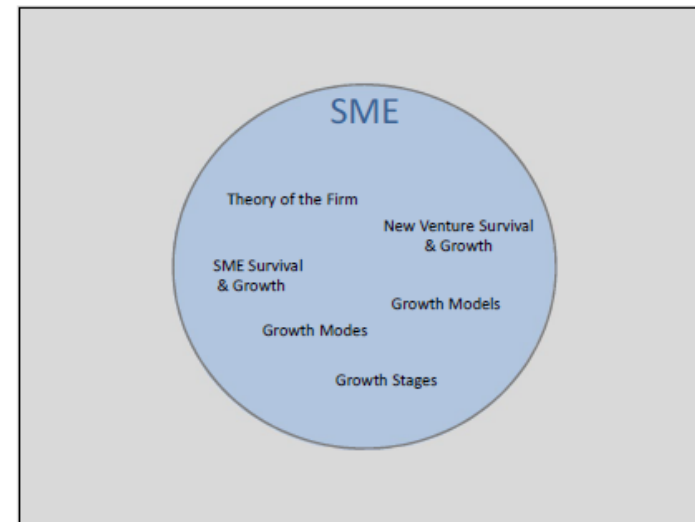 SME
Theory of the Firm
New Venture Survival
& Growth
SME Survival
& Growth
Growth Models
Growth Modes
Growth Stages